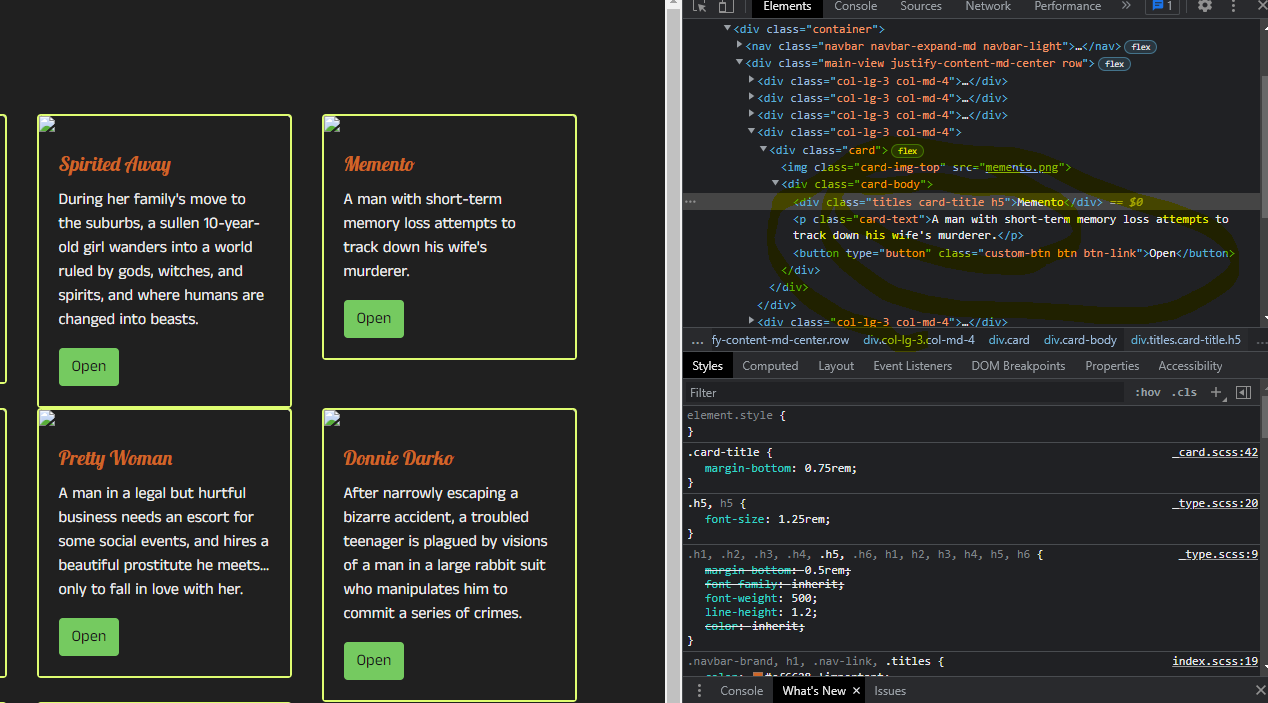 Spirited Away
During her family's move to
the suburbs, a sullen 10-year-
old girl wanders into a world
ruled by gods, witches, and
spirits, and where humans are
changed into beasts.
Open
Memento
A man with short-term
memory loss attempts to
track down his wife's
murderer.
Open
Pretty Woman
A man in a legal but hurtful
business needs an escort for
some social events, and hires a
beautiful prostitute he meets...
only to fall in love with her.
Open
Donnie Darko
After narrowly escaping a
bizarre accident, a troubled
teenager is plagued by visions
of a man in a large rabbit suit
who manipulates him to
commit a series of crimes.
Open
Elements Console Sources Network Performance » 1
<div class="container">
<nav class="navbar navbar-expand-md navbar-light">…</nav> flex
<div class="main-view justify-content-md-center row"> flex
<div class="col-lg-3 col-md-4">…</div>
<div class="col-lg-3 col-md-4">…</div>
<div class="col-lg-3 col-md-4">…</div>
<div class="col-lg-3 col-md-4">
<div class="card"> flex
<img class="card-img-top" src="memento.png">
<div class="card-body">
<div class="titles card-title h5">Memento</div> == $0
<p class="card-text">A man with short-term memory loss attempts to
track down his wife's murderer.</p>
<button type="button" class="custom-btn btn btn-link">Open</button>
</div>
</div>
</div>
<div class="col-lg-3 col-md-4">…</div>
... fy-content-md-center.row div.col-lg-3.col-md-4 div.card div.card-body div.titles.card-title.h5 ...
Styles Computed Layout Event Listeners DOM Breakpoints Properties Accessibility
Filter :hov .cls +
element.style {
}
.card-title { _card.scss:42
margin-bottom: 0.75rem;
}
.h5, h5 { _type.scss:20
font-size: 1.25rem;
}
.h1, .h2, .h3, .h4, .h5, .h6, h1, h2, h3, h4, h5, h6 { _type.scss:9
margin-bottom: 0.5rem;
font-family: inherit;
font-weight: 500;
line-height: 1.2;
color: inherit;
}
.navbar-brand, h1, .nav-link, .titles { index.scss:19
Console What's New × Issues